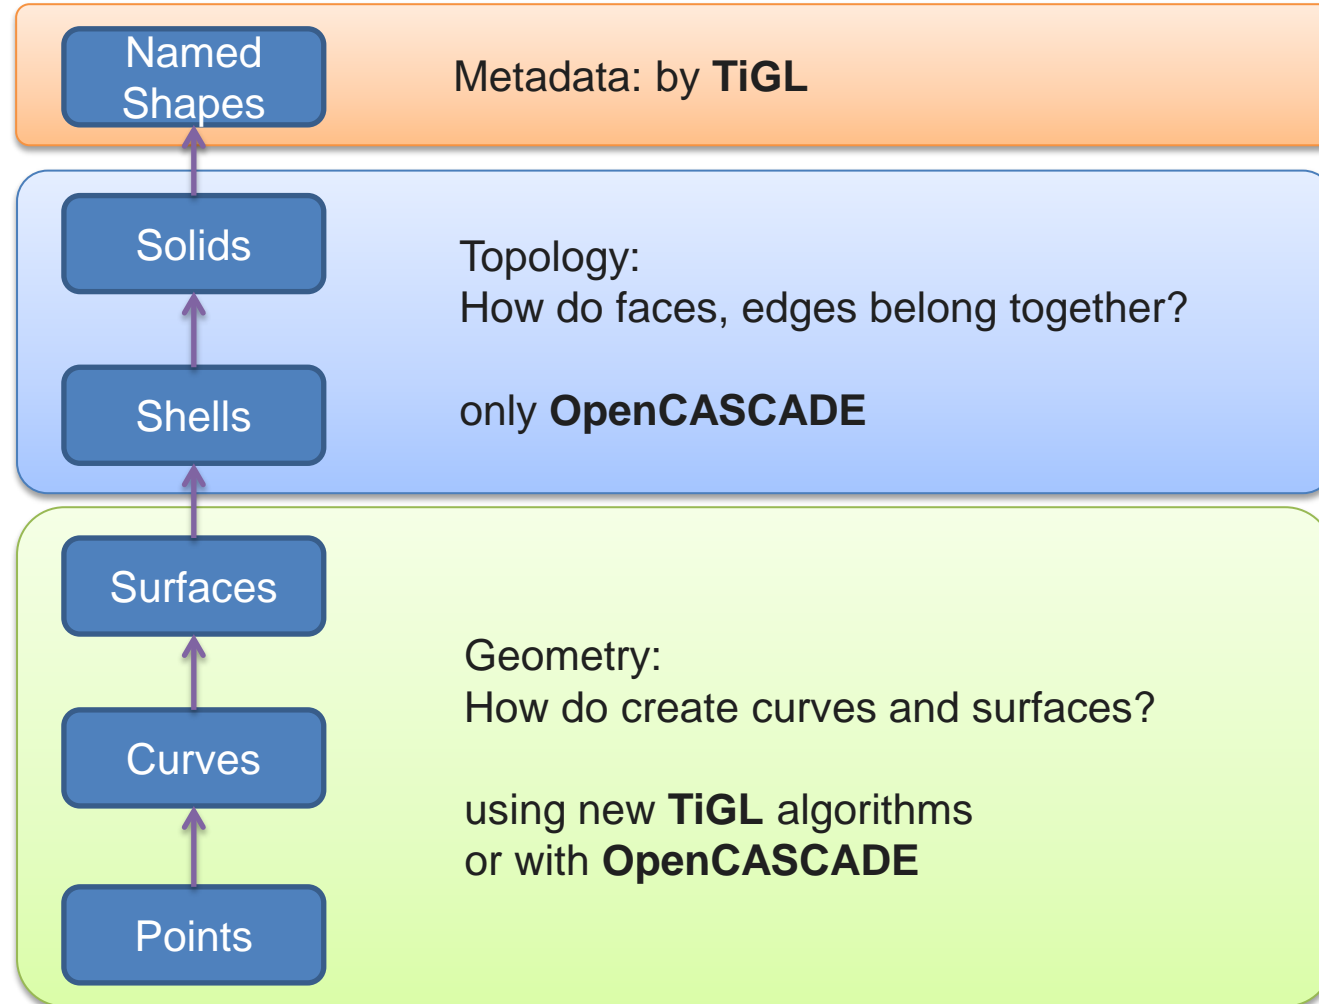 Named
Shapes
Metadata: by TiGL
Solids
Topology:
How do faces, edges belong together?
Shells
only OpenCASCADE
Surfaces
Geometry:
How do create curves and surfaces?
Curves
using new TiGL algorithms
or with OpenCASCADE
Points